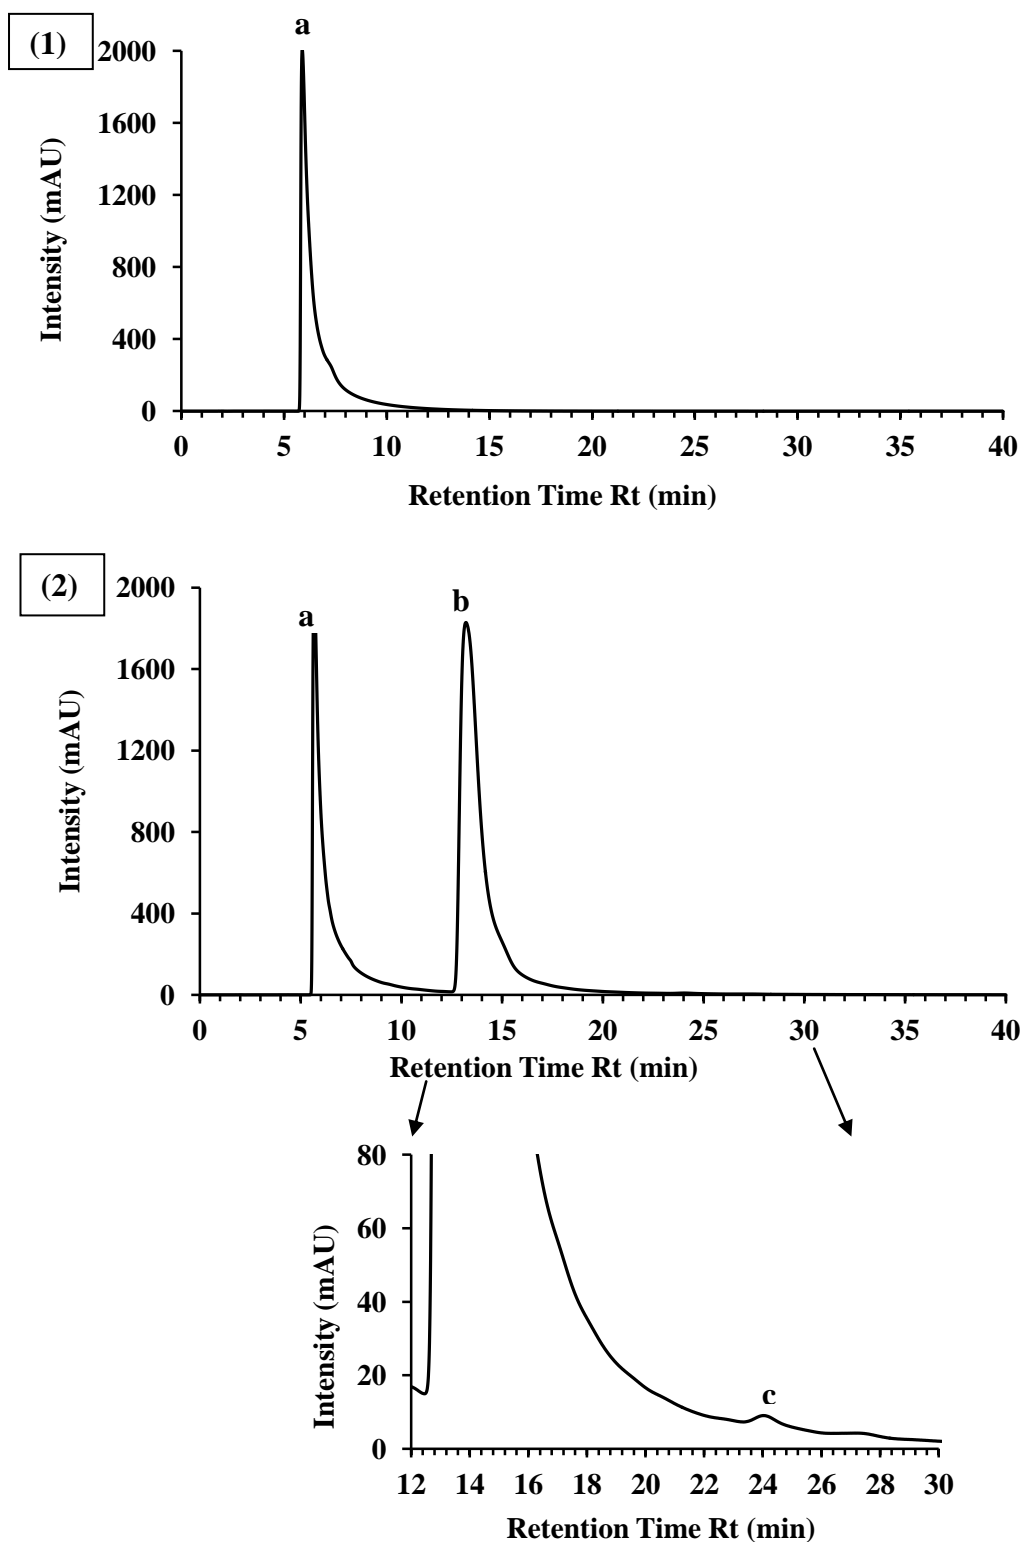 (1)
a
2000
1600
1200
800
400
0
Intensity (mAU)
0 5 10 15 20 25 30 35 40
Retention Time Rt (min)
(2)
a
b
2000
1600
1200
800
400
0
Intensity (mAU)
0 5 10 15 20 25 30 35 40
Retention Time Rt (min)
80
60
40
20
0
Intensity (mAU)
c
12 14 16 18 20 22 24 26 28 30
Retention Time Rt (min)